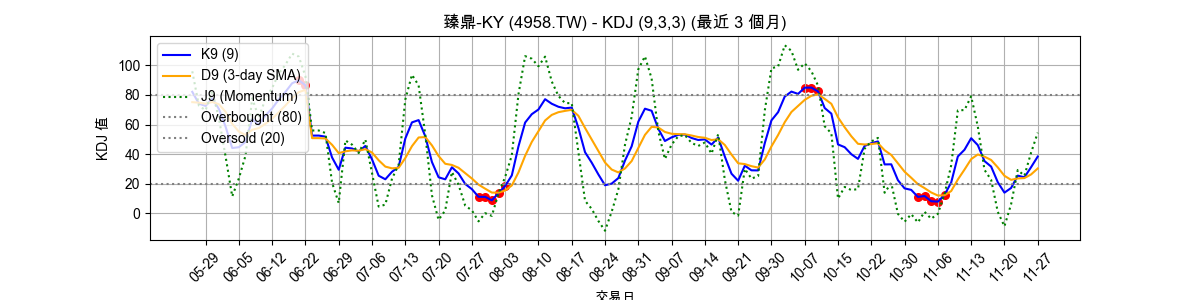 臻鼎-KY (4958.TW) - KDJ (9,3,3) (最近 3 個月)
K9 (9)
D9 (3-day SMA)
J9 (Momentum)
Overbought (80)
Oversold (20)
KDJ 值
100
80
60
40
20
0
05-29 06-05 06-12 06-22 06-29 07-06 07-13 07-20 07-27 08-03 08-10 08-17 08-24 08-31 09-07 09-14 09-21 09-30 10-07 10-15 10-22 10-30 11-06 11-13 11-20 11-27
交易日